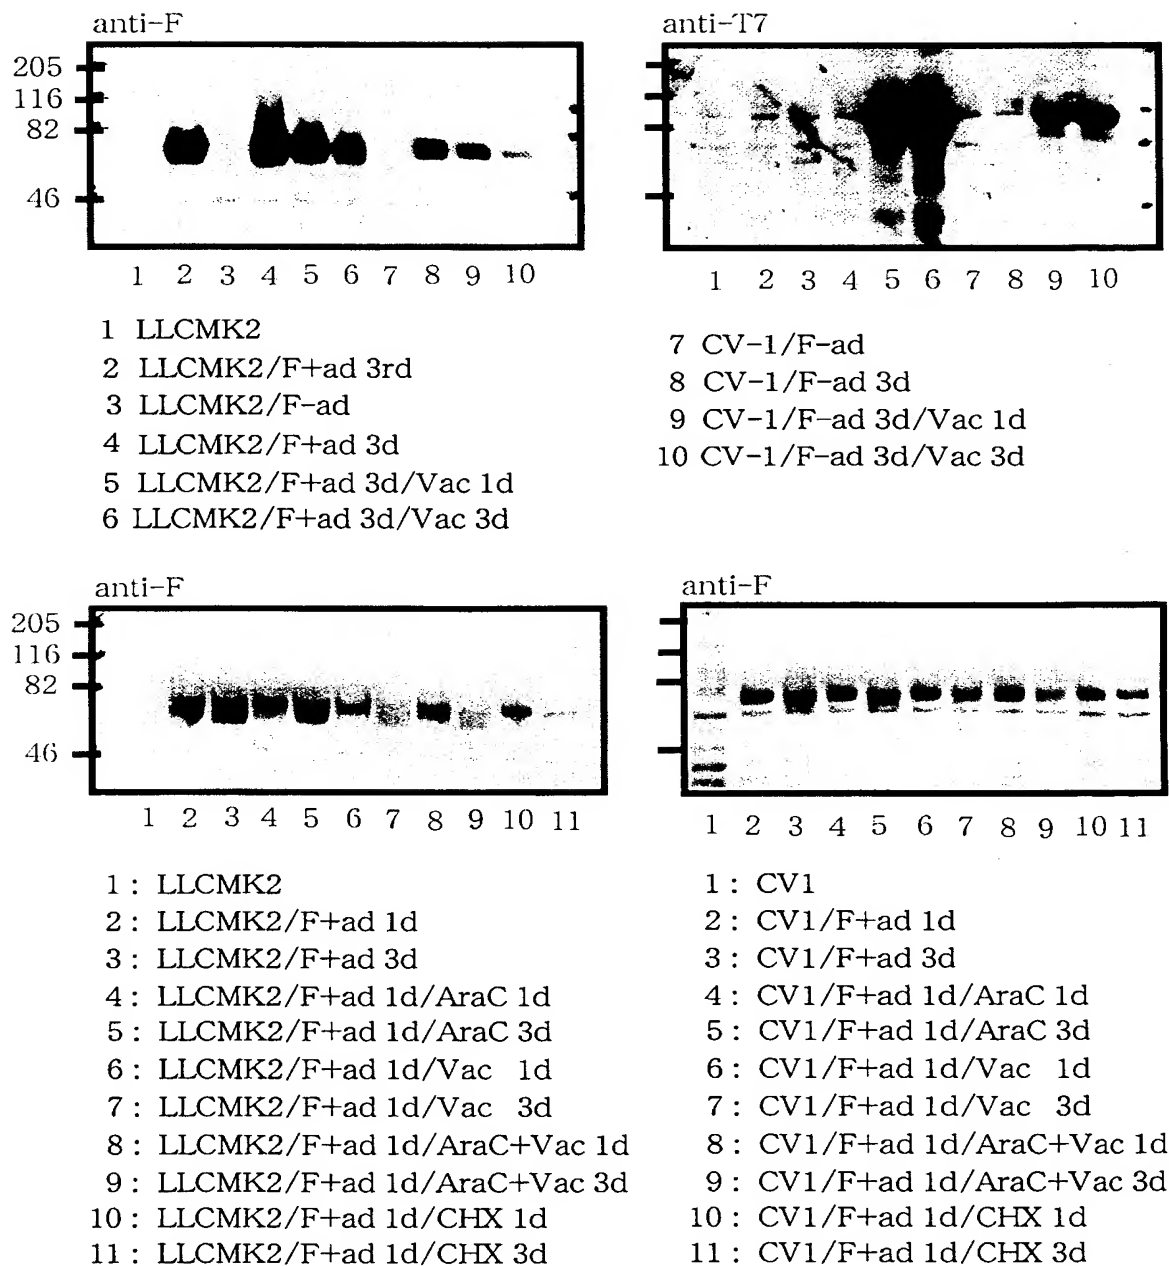 anti-F
anti-T7
205
116
82
46
1 2 3 4 5 6 7 8 9 10
1 2 3 4 5 6 7 8 9 10
1 LLCMK2
2 LLCMK2/F+ad 3rd
3 LLCMK2/F-ad
4 LLCMK2/F+ad 3d
5 LLCMK2/F+ad 3d/Vac 1d
6 LLCMK2/F+ad 3d/Vac 3d
7 CV-1/F-ad
8 CV-1/F-ad 3d
9 CV-1/F-ad 3d/Vac 1d
10 CV-1/F-ad 3d/Vac 3d
anti-F
anti-F
205
116
82
46
1 2 3 4 5 6 7 8 9 10 11
1 2 3 4 5 6 7 8 9 10 11
1 : LLCMK2
2 : LLCMK2/F+ad 1d
3 : LLCMK2/F+ad 3d
4 : LLCMK2/F+ad 1d/AraC 1d
5 : LLCMK2/F+ad 1d/AraC 3d
6 : LLCMK2/F+ad 1d/Vac 1d
7 : LLCMK2/F+ad 1d/Vac 3d
8 : LLCMK2/F+ad 1d/AraC+Vac 1d
9 : LLCMK2/F+ad 1d/AraC+Vac 3d
10 : LLCMK2/F+ad 1d/CHX 1d
11 : LLCMK2/F+ad 1d/CHX 3d
1 : CV1
2 : CV1/F+ad 1d
3 : CV1/F+ad 3d
4 : CV1/F+ad 1d/AraC 1d
5 : CV1/F+ad 1d/AraC 3d
6 : CV1/F+ad 1d/Vac 1d
7 : CV1/F+ad 1d/Vac 3d
8 : CV1/F+ad 1d/AraC+Vac 1d
9 : CV1/F+ad 1d/AraC+Vac 3d
10 : CV1/F+ad 1d/CHX 1d
11 : CV1/F+ad 1d/CHX 3d